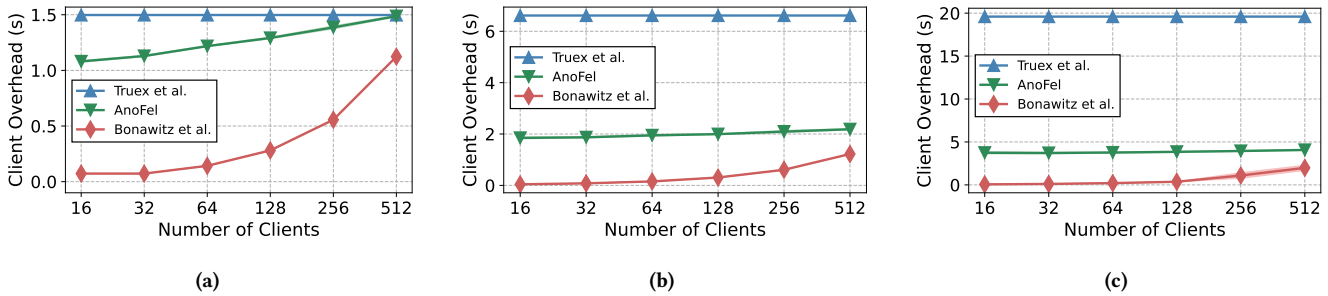 Client Overhead (s)
1.5
1.0
0.5
0.0
Truex et al.
AnoFel
Bonawitz et al.
16 32 64 128 256 512
Number of Clients
(a)
Client Overhead (s)
6
4
2
0
Truex et al.
AnoFel
Bonawitz et al.
16 32 64 128 256 512
Number of Clients
(b)
Client Overhead (s)
20
15
10
5
0
Truex et al.
AnoFel
Bonawitz et al.
16 32 64 128 256 512
Number of Clients
(c)